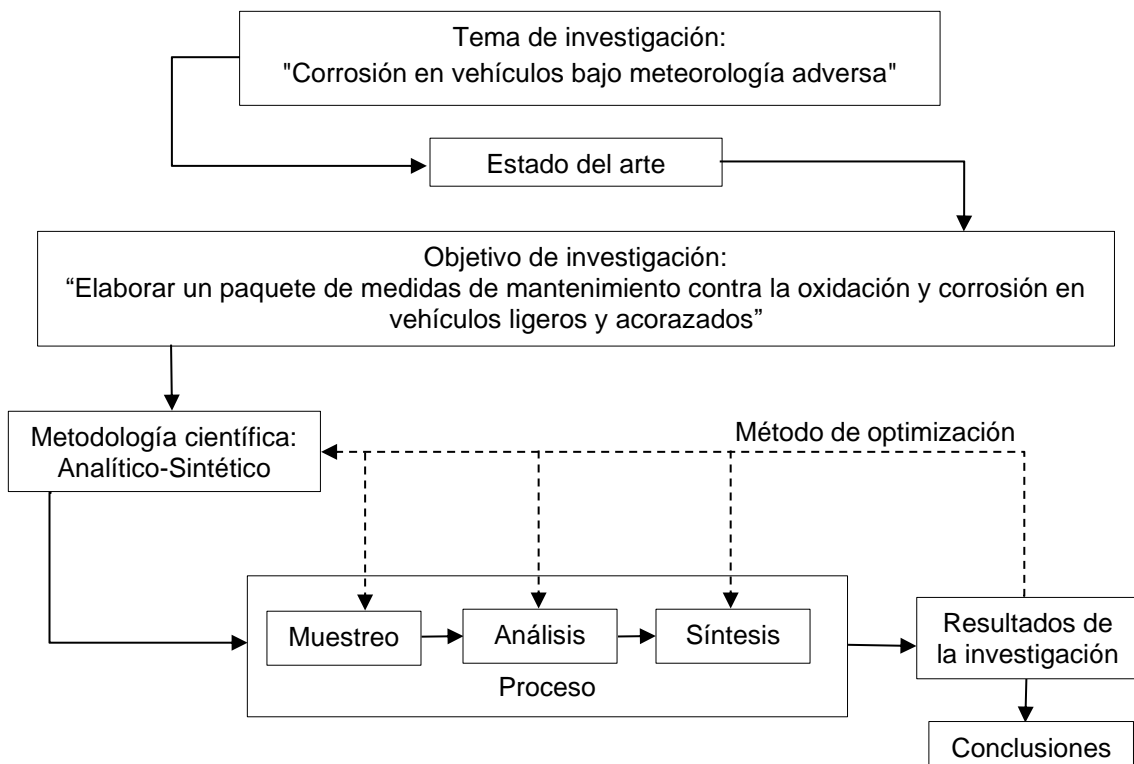 Tema de investigación:
"Corrosión en vehículos bajo meteorología adversa"
Estado del arte
Objetivo de investigación:
“Elaborar un paquete de medidas de mantenimiento contra la oxidación y corrosión en
vehículos ligeros y acorazados”
Metodología científica:
Analítico-Sintético
Método de optimización
Muestreo
Análisis
Síntesis
Proceso
Resultados de
la investigación
Conclusiones